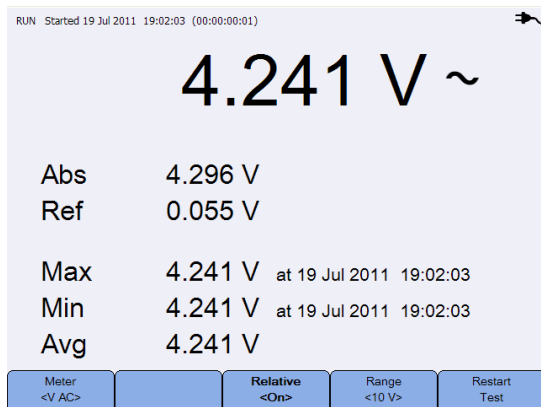 RUN Started 19 Jul 2011 19:02:03 (00:00:00:01)
4.241 V ~
Abs 4.296 V
Ref 0.055 V
Max 4.241 V at 19 Jul 2011 19:02:03
Min 4.241 V at 19 Jul 2011 19:02:03
Avg 4.241 V
Meter Relative Range Restart
<V AC> <On> <10 V> Test